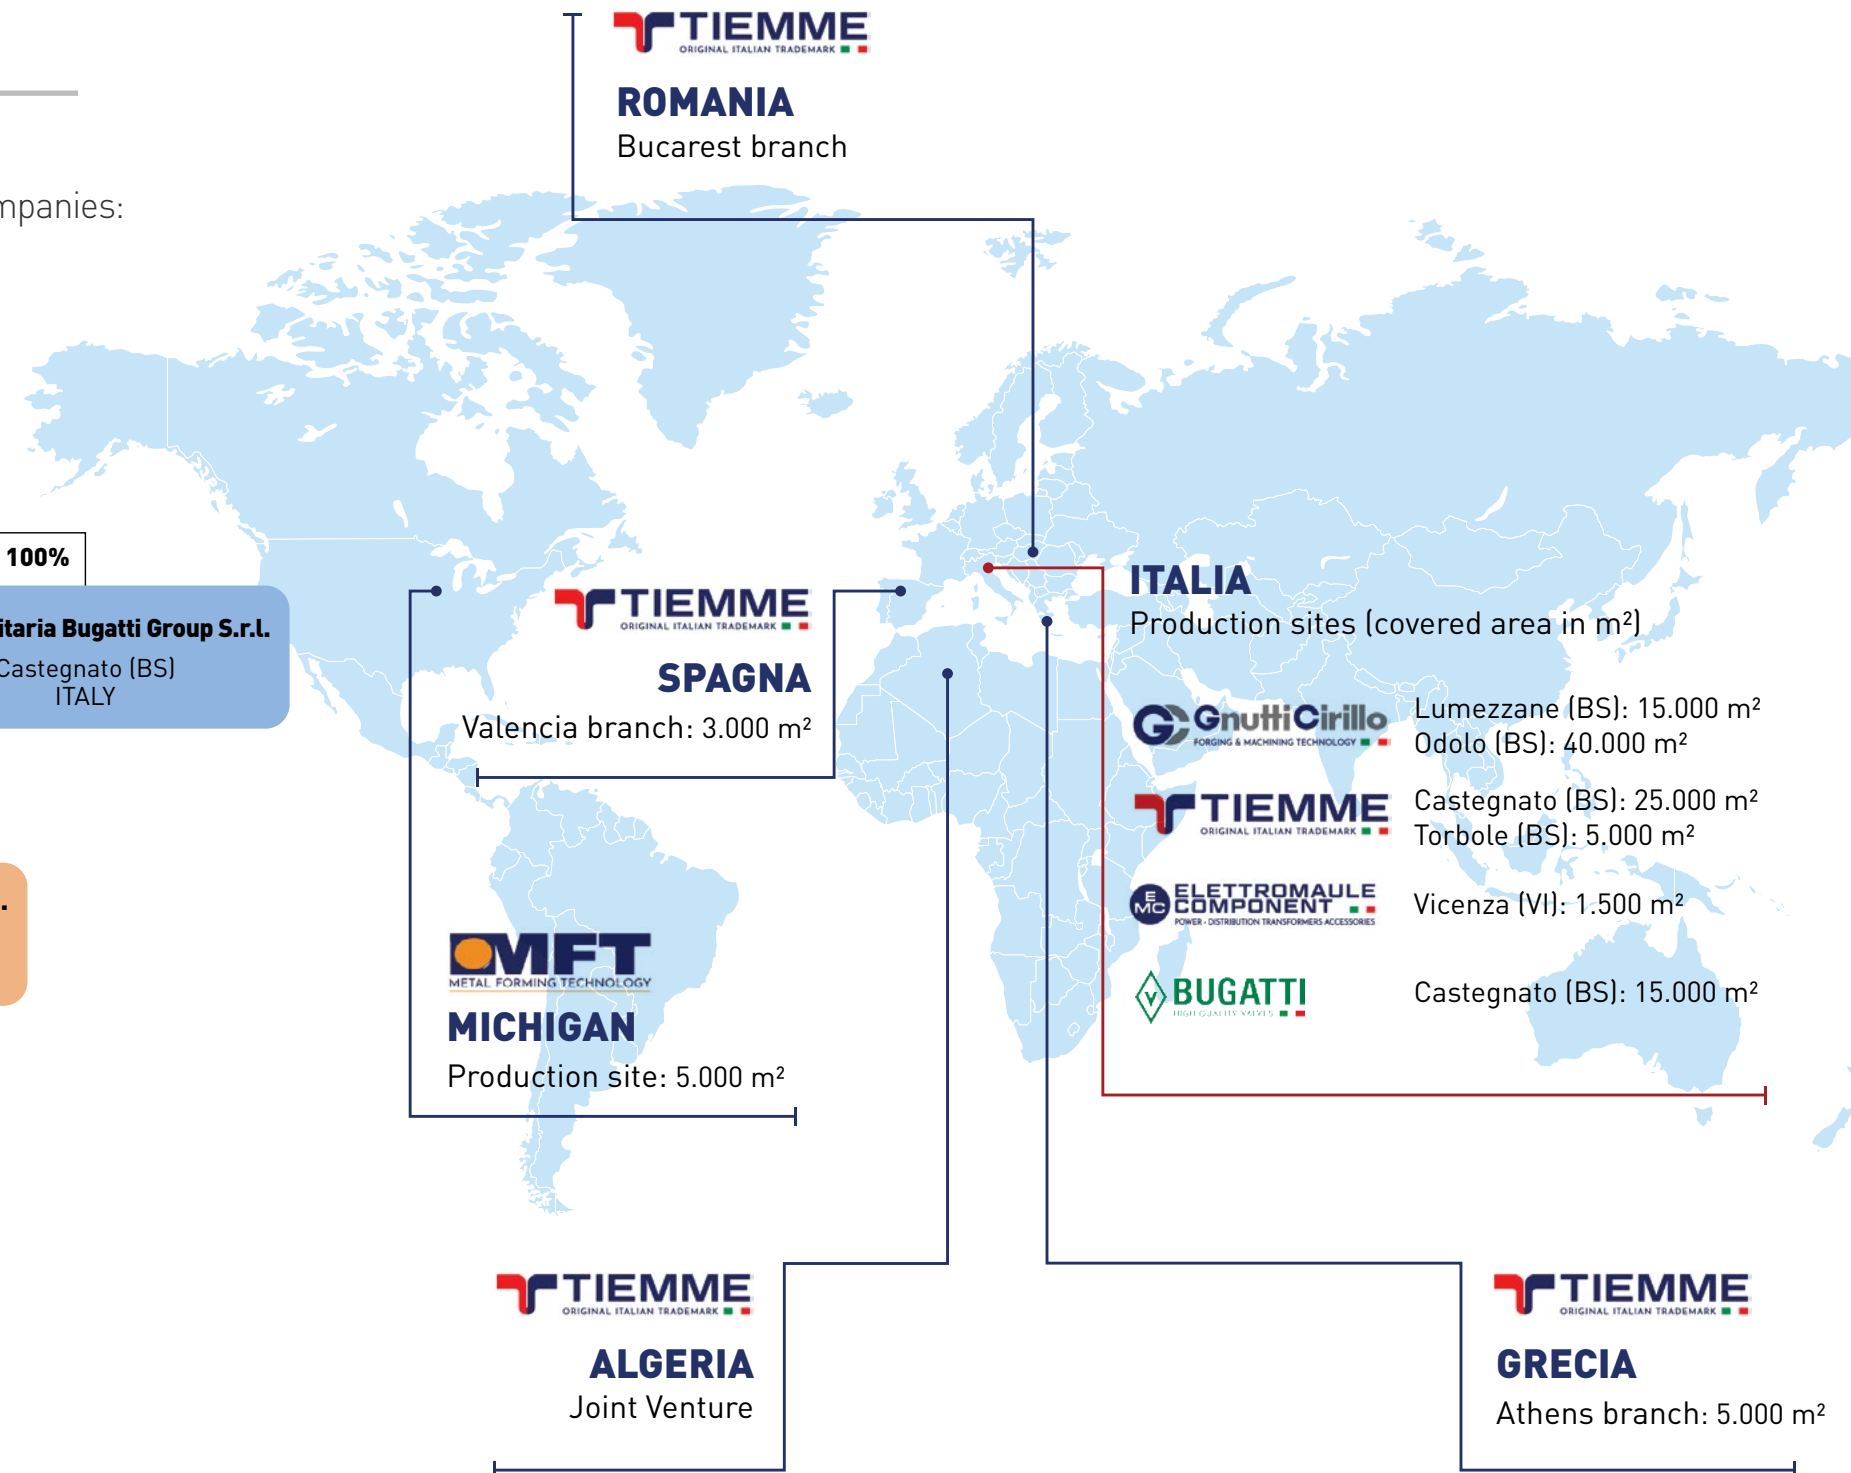 TIEMME
ORIGINAL ITALIAN TRADEMARK
ROMANIA
Bucarest branch
mpanies:
100%
itaria Bugatti Group S.r.l.
Castegnato (BS)
ITALY
.
TIEMME
ORIGINAL ITALIAN TRADEMARK
SPAGNA
Valencia branch: 3.000 m²
ITALIA
Production sites (covered area in m²)
GC GnuttiCirillo
FORGING & MACHINING TECHNOLOGY
Lumezzane (BS): 15.000 m²
Odolo (BS): 40.000 m²
TIEMME
ORIGINAL ITALIAN TRADEMARK
Castegnato (BS): 25.000 m²
Torbole (BS): 5.000 m²
EMC ELETTROMAULE
COMPONENT
POWER - DISTRIBUTION TRANSFORMERS ACCESSORIES
Vicenza (VI): 1.500 m²
V BUGATTI
HIGH QUALITY VALVES
Castegnato (BS): 15.000 m²
MFT
METAL FORMING TECHNOLOGY
MICHIGAN
Production site: 5.000 m²
TIEMME
ORIGINAL ITALIAN TRADEMARK
ALGERIA
Joint Venture
TIEMME
ORIGINAL ITALIAN TRADEMARK
GRECIA
Athens branch: 5.000 m²